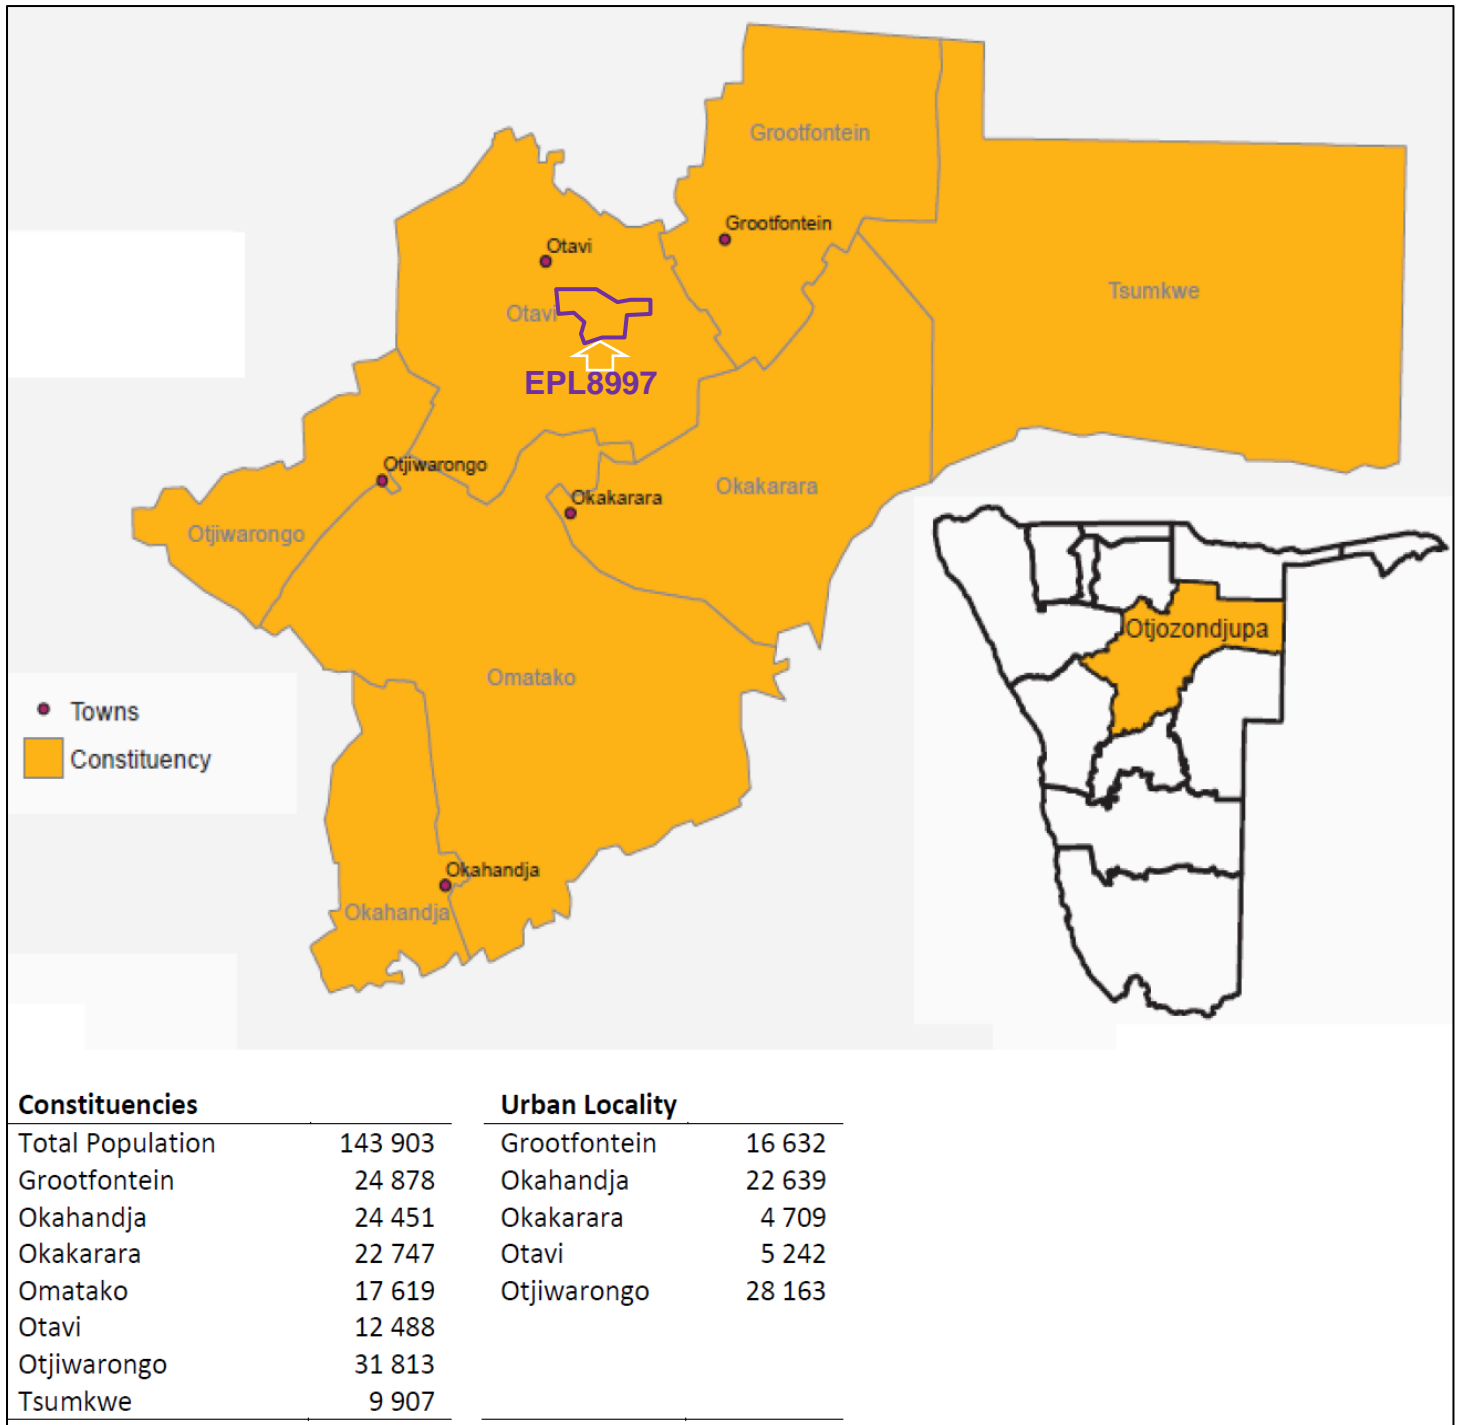 Grootfontein
Grootfontein
Otavi
Tsumkwe
Otavi
EPL8997
Otjiwarongo
Okakarara
Okakarara
Otjiwarongo
Otjozondjupa
Omatako
Towns
Constituency
Okahandja
Okahandja
Constituencies
Total Population 143 903
Grootfontein 24 878
Okahandja 24 451
Okakarara 22 747
Omatako 17 619
Otavi 12 488
Otjiwarongo 31 813
Tsumkwe 9 907
Urban Locality
Grootfontein 16 632
Okahandja 22 639
Okakarara 4 709
Otavi 5 242
Otjiwarongo 28 163